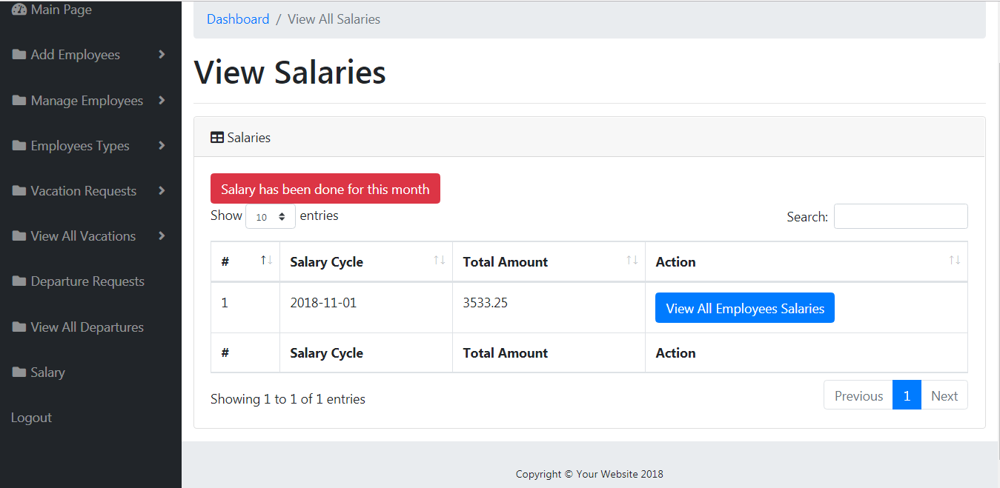 Main Page
Add Employees
Manage Employees
Employees Types
Vacation Requests
View All Vacations
Departure Requests
View All Departures
Salary
Logout
Dashboard / View All Salaries
View Salaries
Salaries
Salary has been done for this month
Show 10 entries
Search:
# Salary Cycle Total Amount Action
1 2018-11-01 3533.25 View All Employees Salaries
# Salary Cycle Total Amount Action
Showing 1 to 1 of 1 entries
Previous 1 Next
Copyright © Your Website 2018